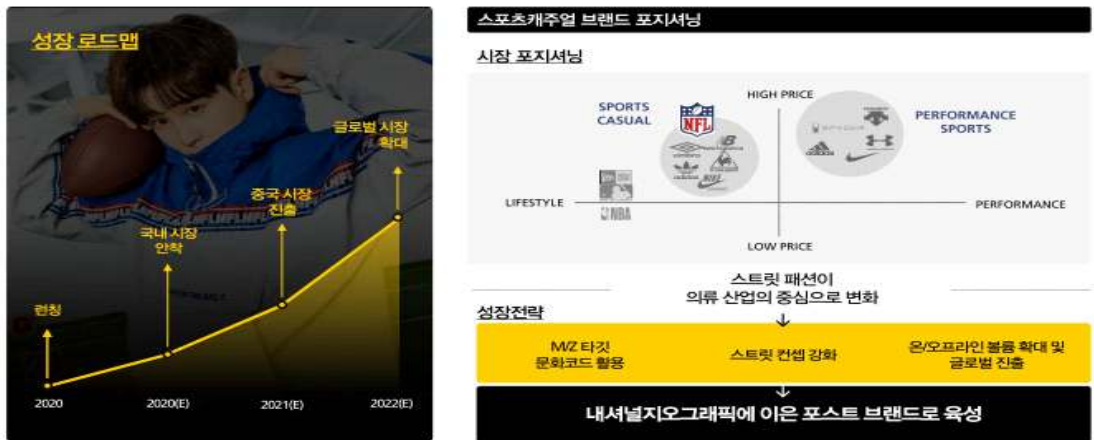 성장 로드맵
글로벌 시장
확대
중국 시장
진출
국내 시장
안착
런칭
2020
2020(E)
2021(E)
2022(E)
스포츠캐주얼 브랜드 포지셔닝
시장 포지셔닝
HIGH PRICE
SPORTS
CASUAL
NFL
PERFORMANCE
SPORTS
adidas
NBA
LIFESTYLE
PERFORMANCE
LOW PRICE
스트릿 패션이
의류 산업의 중심으로 변화
성장전략
M/Z 타깃
문화코드 활용
스트릿 컨셉 강화
온/오프라인 볼륨 확대 및
글로벌 진출
내셔널지오그래픽에 이은 포스트 브랜드로 육성